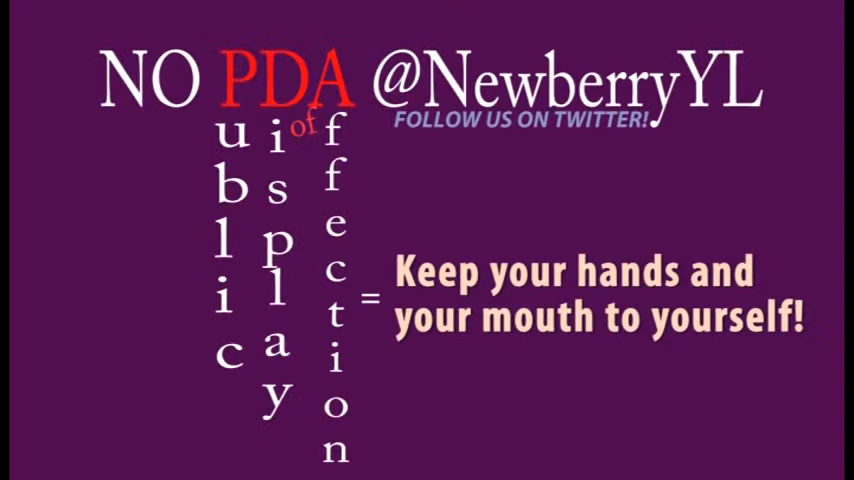 NO PDA @NewberryYL
FOLLOW US ON TWITTER!
ublic
isplay
of
ffection
=
Keep your hands and
your mouth to yourself!